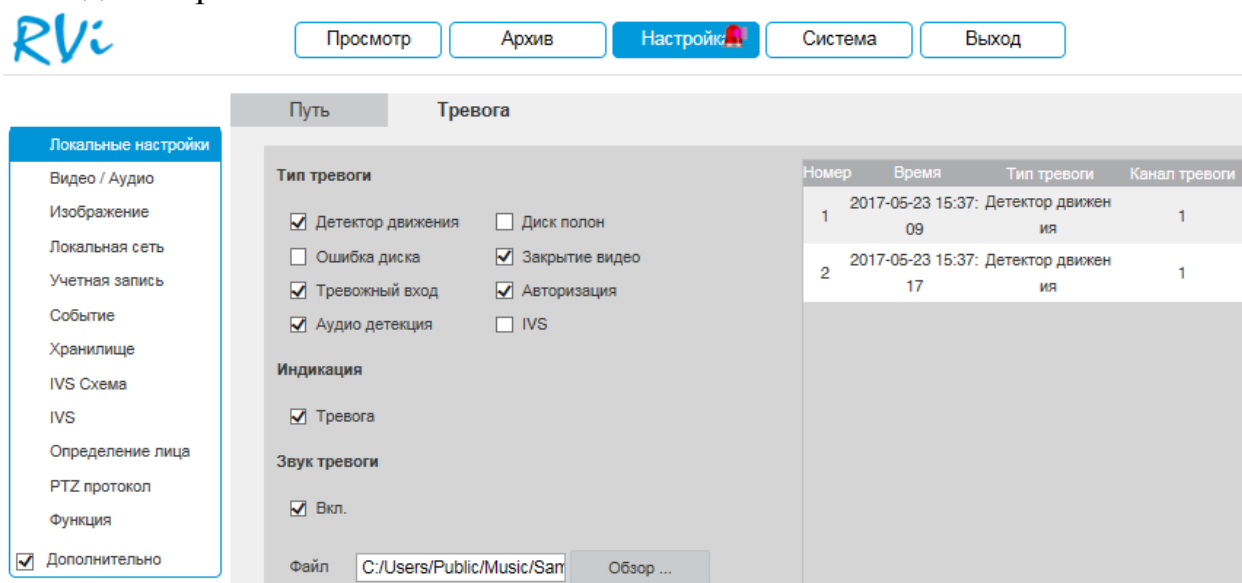 RVi
Просмотр Архив Настройка Система Выход
Путь Тревога
Локальные настройки
Видео / Аудио
Изображение
Локальная сеть
Учетная запись
Событие
Хранилище
IVS Схема
IVS
Определение лица
PTZ протокол
Функция
Дополнительно
Тип тревоги
Детектор движения Диск полон
Ошибка диска Закрытие видео
Тревожный вход Авторизация
Аудио детекция IVS
Индикация
Тревога
Звук тревоги
Вкл.
Файл C:/Users/Public/Music/Sam Обзор ...
Номер Время Тип тревоги Канал тревоги
1 2017-05-23 15:37: Детектор движен 1
09 ия
2 2017-05-23 15:37: Детектор движен 1
17 ия